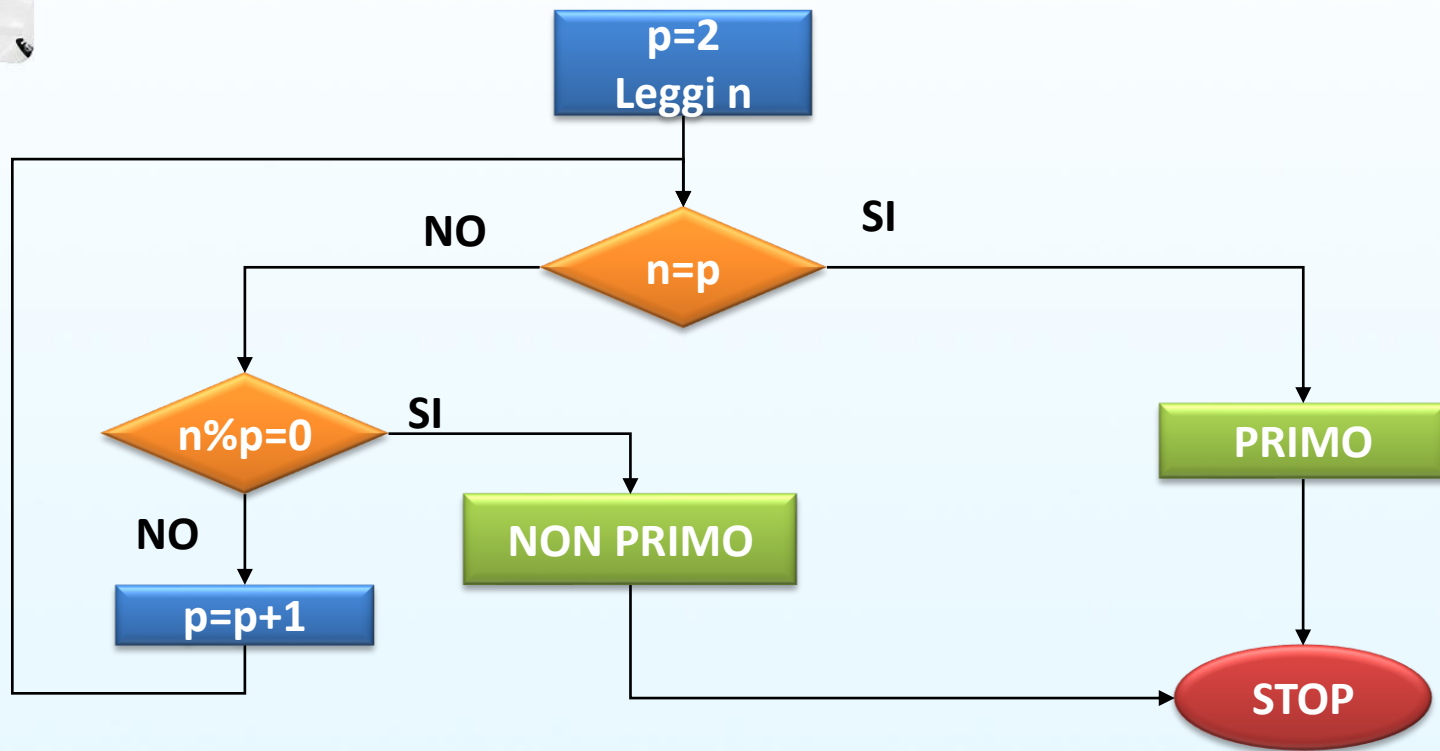 p=2
Leggi n
NO
SI
n=p
n%p=0
SI
PRIMO
NO
NON PRIMO
p=p+1
STOP